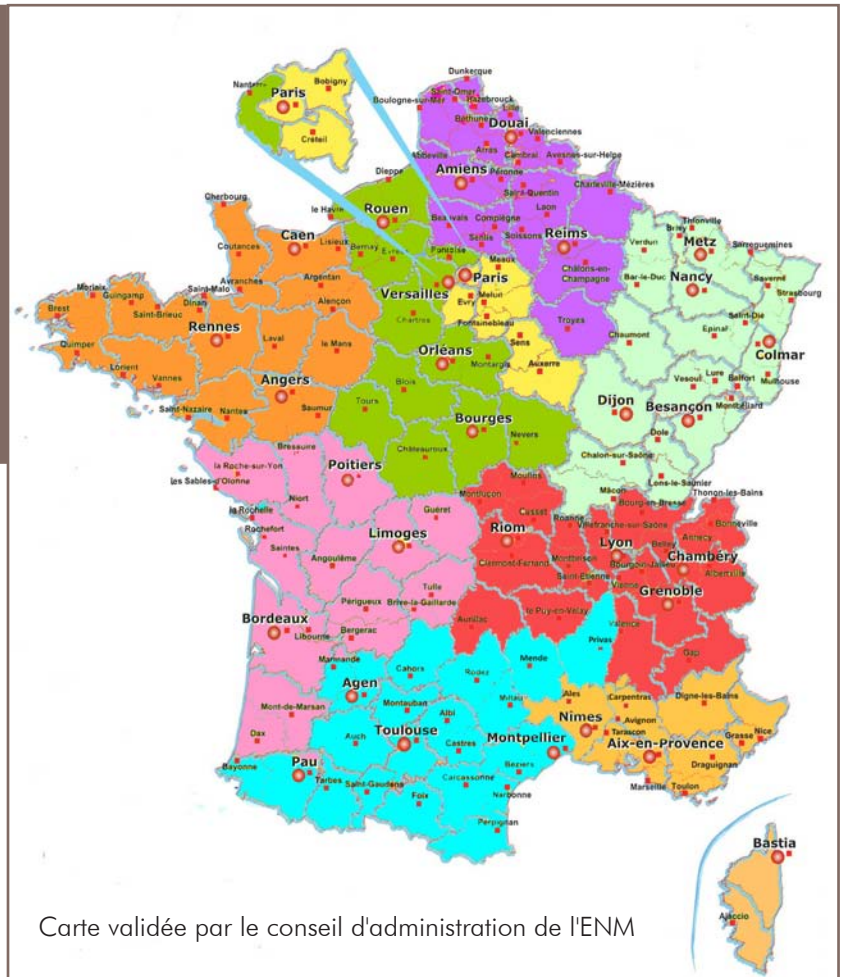 Dunkerque
Nanterre
Bobigny
Paris
Saint-Omer
Hazebrouck
Boulogne-sur-Mer
Lille
Créteil
Béthune
Douai
Valenciennes
Arras
Cambrai
Avesnes-sur-Helpe
Abbeville
Amiens
Péronne
Dieppe
Saint-Quentin
Charleville-Mézières
Cherbourg
le Havre
Rouen
Beauvais
Compiègne
Laon
Thionville
Caen
Lisieux
Bernay
Evreux
Senlis
Soissons
Reims
Verdun
Briey
Metz
Sarreguemines
Coutances
Pontoise
Meaux
Châlons-en-
Champagne
Bar-le-Duc
Nancy
Saverne
Strasbourg
Morlaix
Guingamp
Saint-Malo
Avranches
Argentan
Versailles
Paris
Evry
Melun
Brest
Saint-Brieuc
Dinan
Alençon
Chartres
Fontainebleau
Troyes
Chaumont
Epinal
Saint-Dié
Rennes
Laval
le Mans
Orléans
Sens
Colmar
Quimper
Montargis
Auxerre
Vesoul
Lure
Belfort
Mulhouse
Lorient
Vannes
Angers
Blois
Dijon
Besançon
Montbéliard
Saint-Nazaire
Nantes
Saumur
Tours
Bourges
Nevers
Dole
Bressuire
Châteauroux
Chalon-sur-Saône
la Roche-sur-Yon
Poitiers
Moulins
Lons-le-Saunier
Les Sables-d'Olonne
Niort
Montluçon
Mâcon
Bourg-en-Bresse
Thonon-les-Bains
la Rochelle
Guéret
Cusset
Roanne
Villefranche-sur-Saône
Bonneville
Rochefort
Limoges
Riom
Lyon
Belley
Annecy
Saintes
Angoulême
Clermont-Ferrand
Montbrison
Bourgoin-Jallieu
Chambéry
Albertville
Saint-Etienne
Vienne
Tulle
Grenoble
Périgueux
Brive-la-Gaillarde
Aurillac
le Puy-en-Velay
Valence
Bordeaux
Libourne
Bergerac
Privas
Gap
Marmande
Cahors
Rodez
Mende
Agen
Ales
Carpentras
Digne-les-Bains
Mont-de-Marsan
Montauban
Albi
Millau
Nimes
Avignon
Tarascon
Grasse
Nice
Dax
Auch
Toulouse
Castres
Montpellier
Aix-en-Provence
Draguignan
Bayonne
Pau
Béziers
Tarbes
Saint-Gaudens
Carcassonne
Narbonne
Marseille
Toulon
Foix
Perpignan
Bastia
Ajaccio
Carte validée par le conseil d'administration de l'ENM